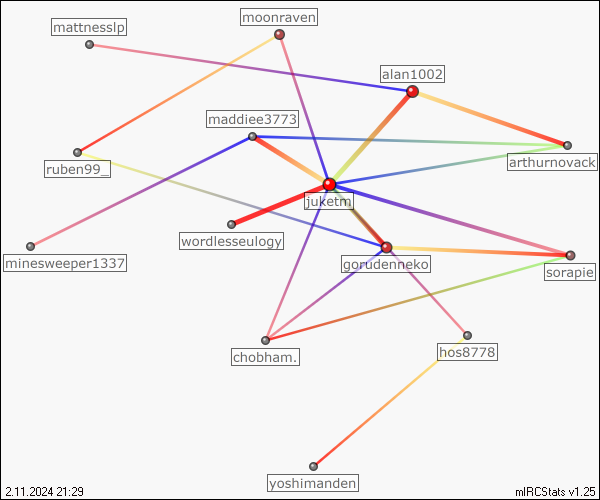 moonraven
mattnesslp
alan1002
maddiee3773
arthurnovack
ruben99_
juketm
wordlesseulogy
minesweeper1337
gorudenneko
sorapie
chobham.
hos8778
yoshimanden
2.11.2024 21:29
mIRCStats v1.25